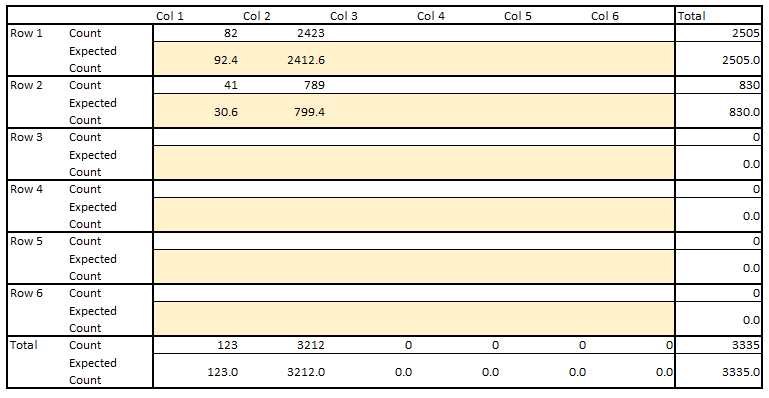 Col 1 Col 2 Col 3 Col 4 Col 5 Col 6 Total
Row 1 Count 82 2423 2505
Expected Count 92.4 2412.6 2505.0
Row 2 Count 41 789 830
Expected Count 30.6 799.4 830.0
Row 3 Count 0
Expected Count 0.0
Row 4 Count 0
Expected Count 0.0
Row 5 Count 0
Expected Count 0.0
Row 6 Count 0
Expected Count 0.0
Total Count 123 3212 0 0 0 0 3335
Expected Count 123.0 3212.0 0.0 0.0 0.0 0.0 3335.0